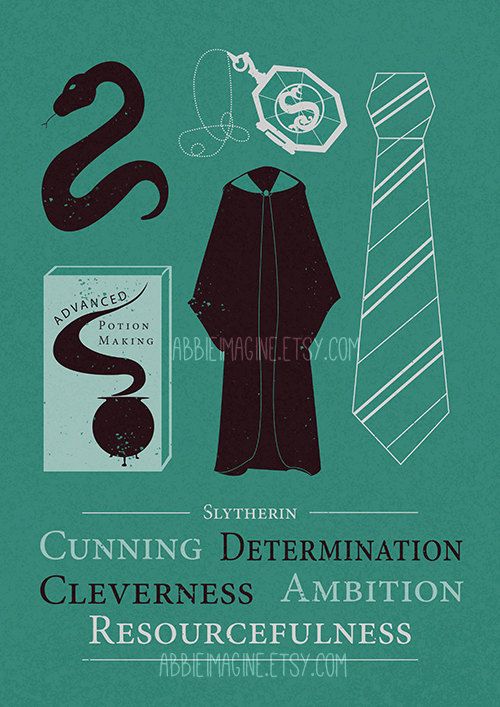 ADVANCED
POTION
MAKING
ABBIEIMAGINE.ETSY.COM
SLYTHERIN
CUNNING DETERMINATION
CLEVERNESS AMBITION
RESOURCEFULNESS
ABBIEIMAGINE.ETSY.COM